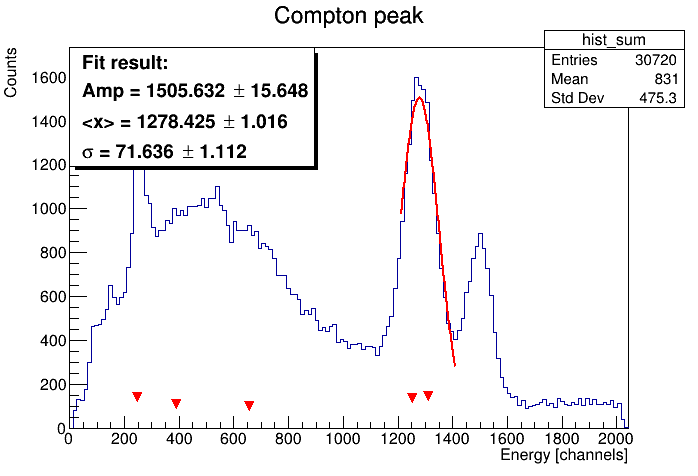 Compton peak
hist_sum
Entries 30720
Mean 831
Std Dev 475.3
Fit result:
Amp = 1505.632 ± 15.648
<x> = 1278.425 ± 1.016
σ = 71.636 ± 1.112
Counts
1600
1400
1200
1000
800
600
400
200
0
0 200 400 600 800 1000 1200 1400 1600 1800 2000
Energy [channels]